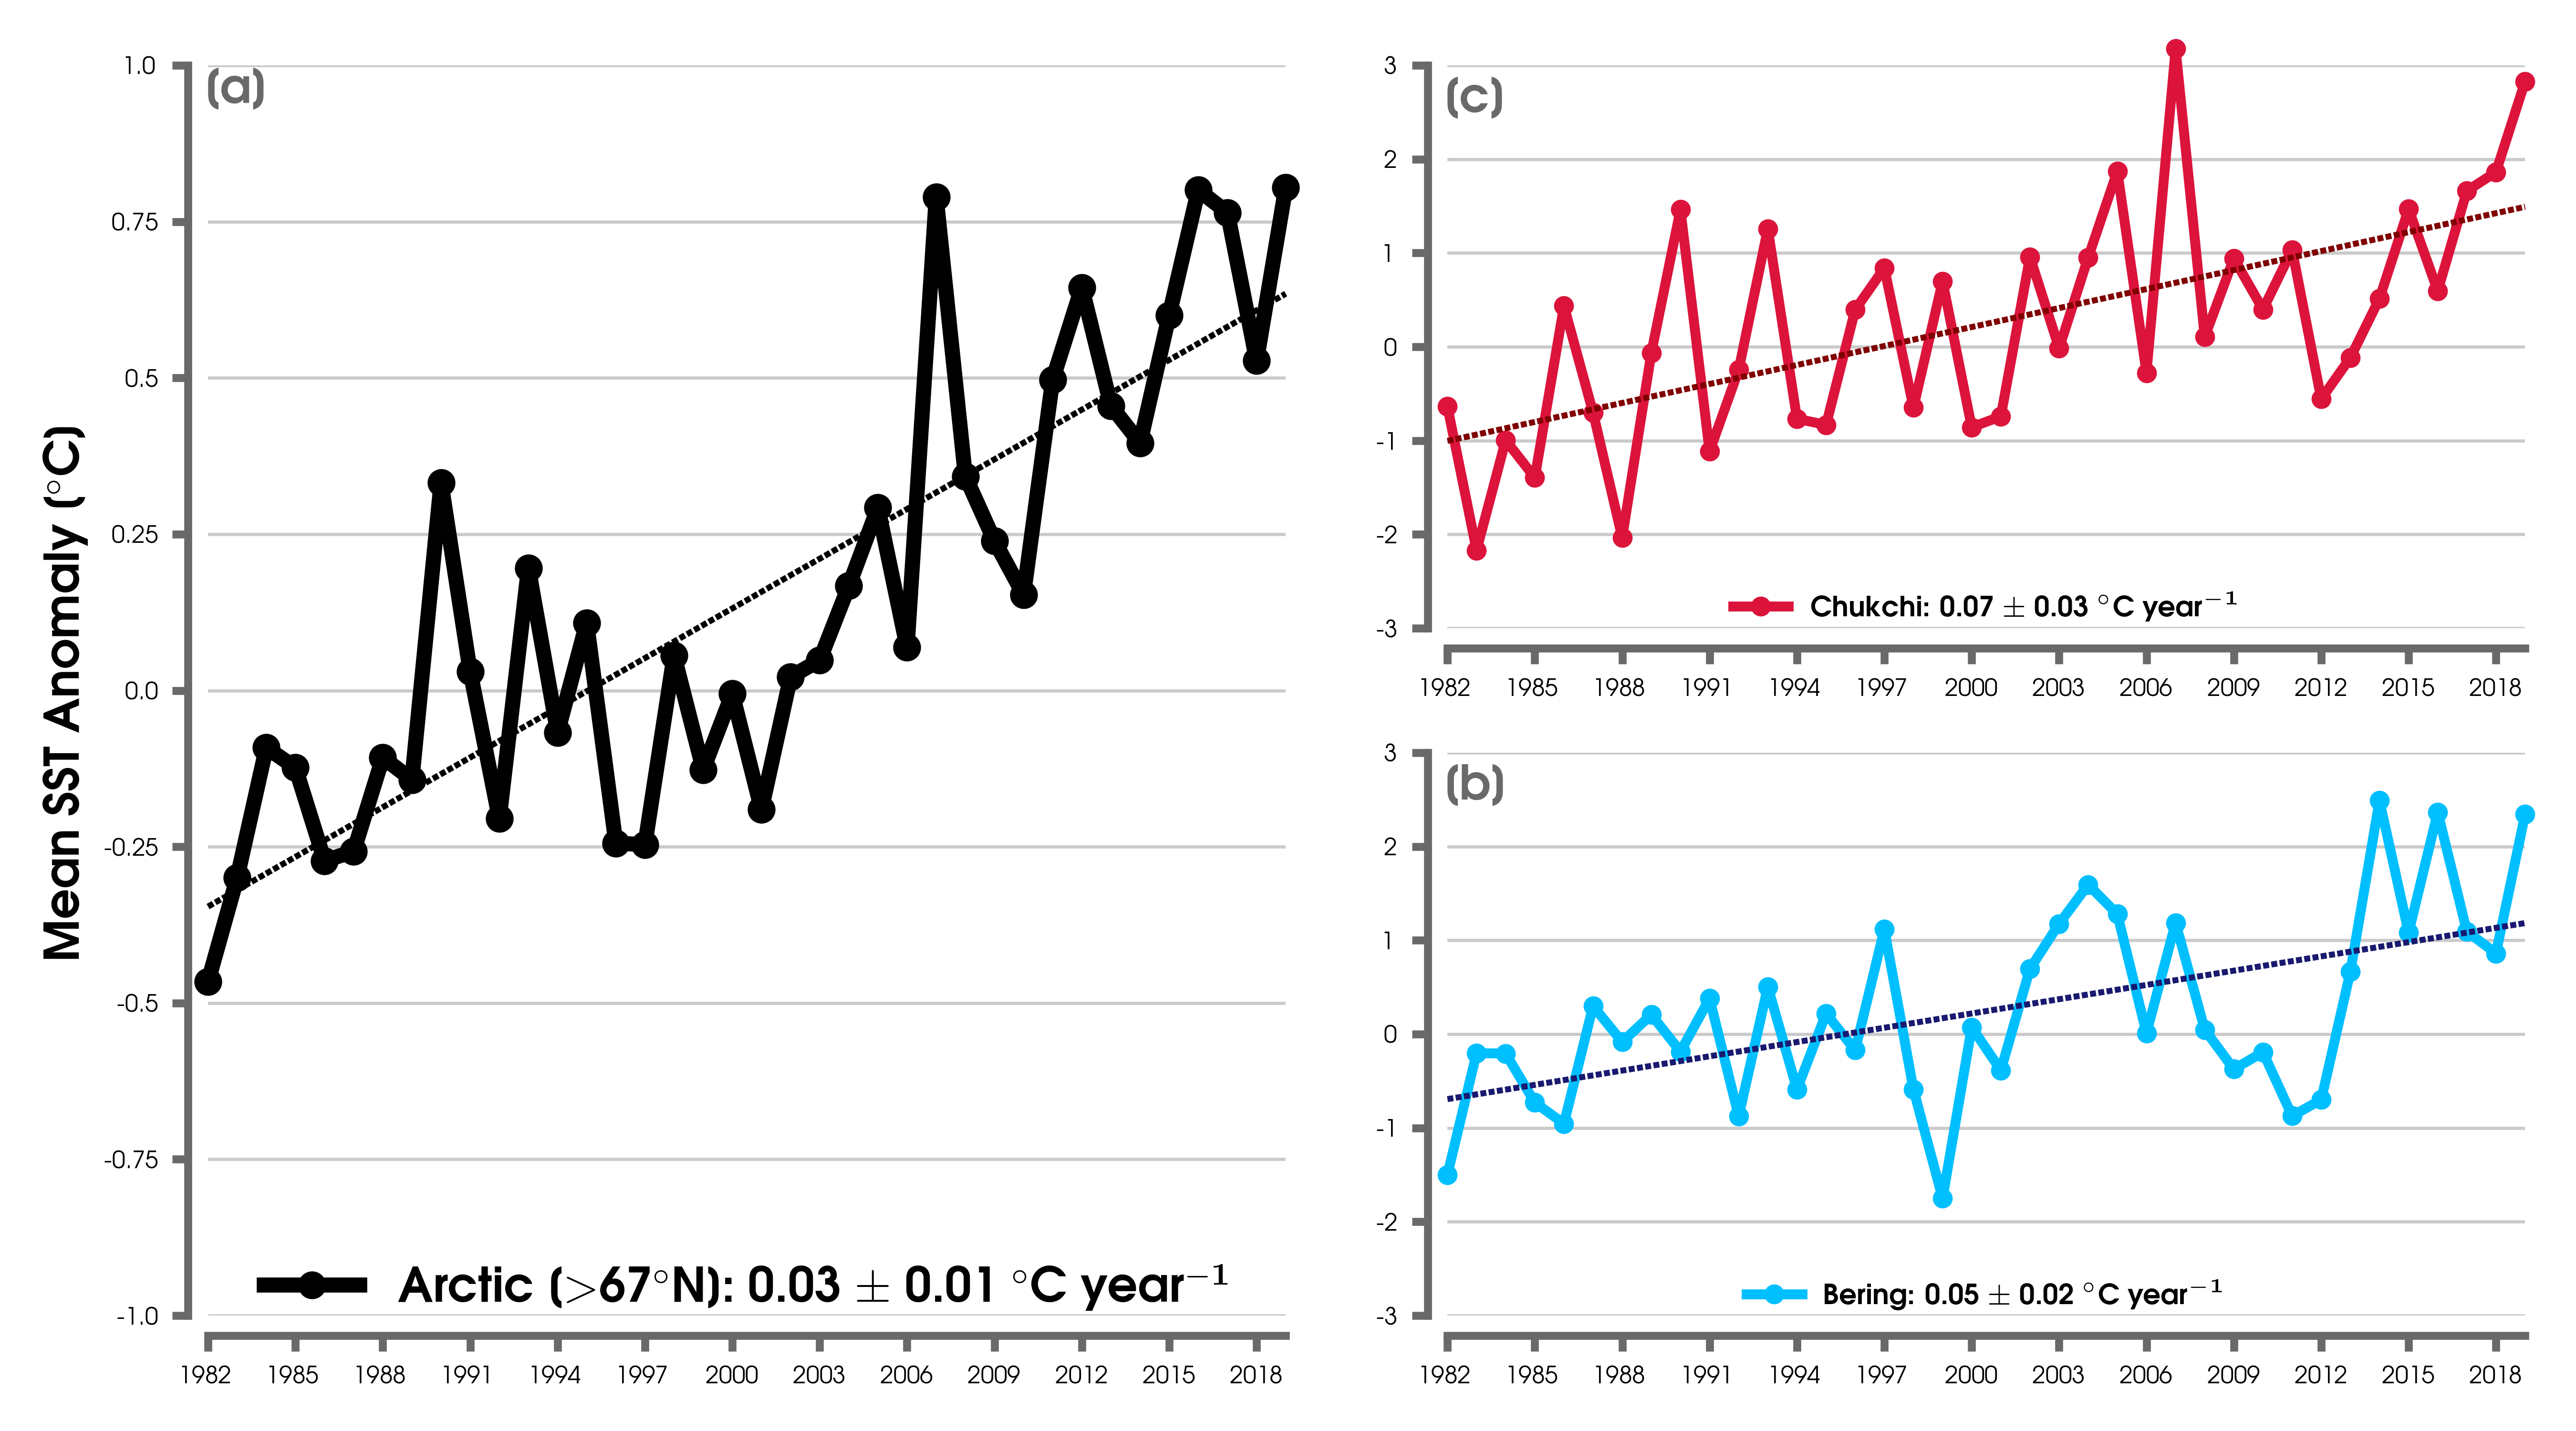 Mean SST Anomaly (°C)
(a)
1.0
0.75
0.5
0.25
0.0
-0.25
-0.5
-0.75
-1.0
Arctic (>67°N): 0.03 ± 0.01 °C year⁻¹
1982 1985 1988 1991 1994 1997 2000 2003 2006 2009 2012 2015 2018
(c)
3
2
1
0
-1
-2
-3
Chukchi: 0.07 ± 0.03 °C year⁻¹
1982 1985 1988 1991 1994 1997 2000 2003 2006 2009 2012 2015 2018
(b)
3
2
1
0
-1
-2
-3
Bering: 0.05 ± 0.02 °C year⁻¹
1982 1985 1988 1991 1994 1997 2000 2003 2006 2009 2012 2015 2018